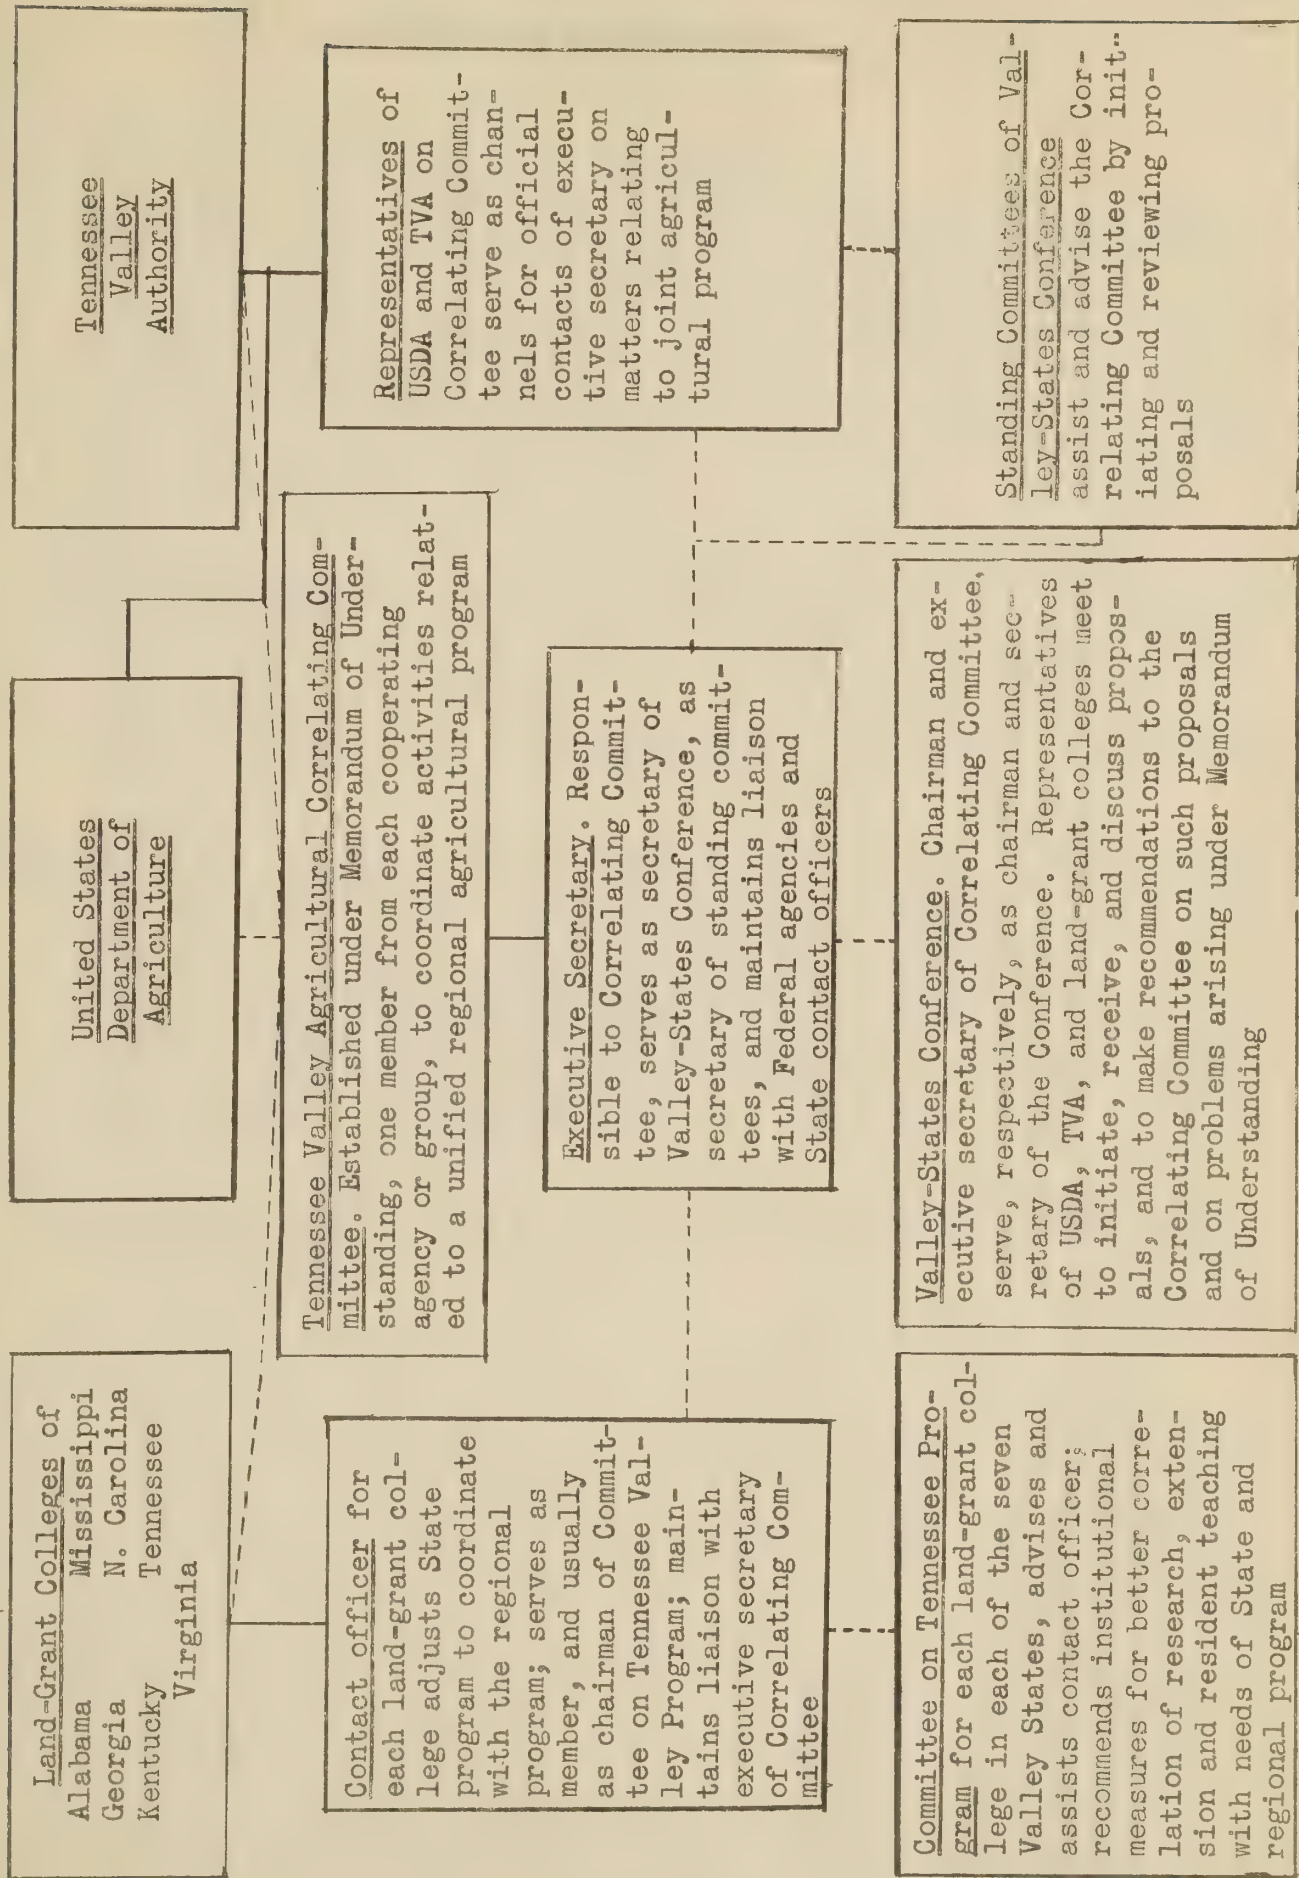 Land-Grant Colleges of
Alabama Mississippi
Georgia N. Carolina
Kentucky Tennessee
Virginia
United States
Department of
Agriculture
Tennessee
Valley
Authority
Tennessee Valley Agricultural Correlating Com-
mittee. Established under Memorandum of Under-
standing, one member from each cooperating
agency or group, to coordinate activities relat-
ed to a unified regional agricultural program
Contact officer for
each land-grant col-
lege adjusts State
program to coordinate
with the regional
program; serves as
member, and usually
as chairman of Commit-
tee on Tennessee Val-
ley Program; main-
tains liaison with
executive secretary
of Correlating Com-
mittee
Executive Secretary. Respon-
sible to Correlating Commit-
tee, serves as secretary of
Valley-States Conference, as
secretary of standing commit-
tees, and maintains liaison
with Federal agencies and
State contact officers
Representatives of
USDA and TVA on
Correlating Commit-
tee serve as chan-
nels for official
contacts of execu-
tive secretary on
matters relating
to joint agricul-
tural program
Committee on Tennessee Pro-
gram for each land-grant col-
lege in each of the seven
Valley States, advises and
assists contact officer;
recommends institutional
measures for better corre-
lation of research, exten-
sion and resident teaching
with needs of State and
regional program
Valley-States Conference. Chairman and ex-
ecutive secretary of Correlating Committee,
serve, respectively, as chairman and sec-
retary of the Conference. Representatives
of USDA, TVA, and land-grant colleges meet
to initiate, receive, and discuss propos-
als, and to make recommendations to the
Correlating Committee on such proposals
and on problems arising under Memorandum
of Understanding
Standing Committees of Val-
ley-States Conference
assist and advise the Cor-
relating Committee by init-
iating and reviewing pro-
posals